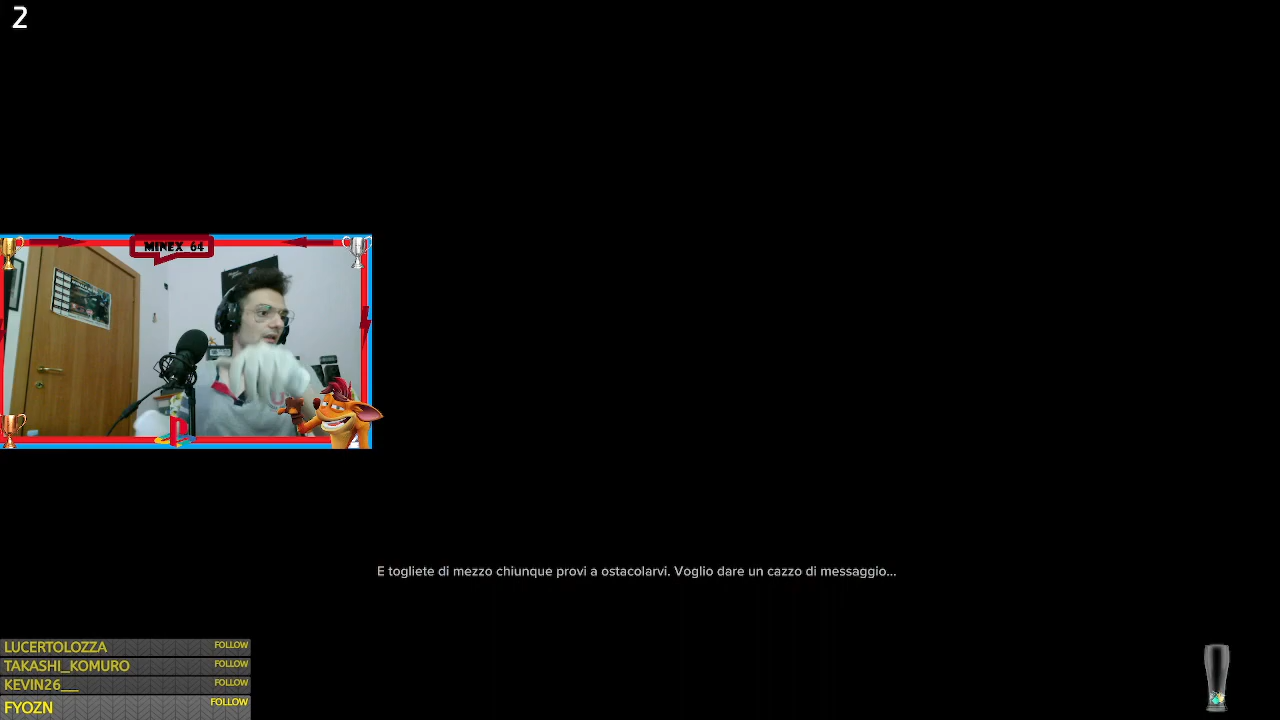 2
MINEX 64
E togliete di mezzo chiunque provi a ostacolarvi. Voglio dare un cazzo di messaggio...
LUCERTOLOZZA FOLLOW
TAKASHI_KOMURO FOLLOW
KEVIN26__ FOLLOW
FYOZN FOLLOW